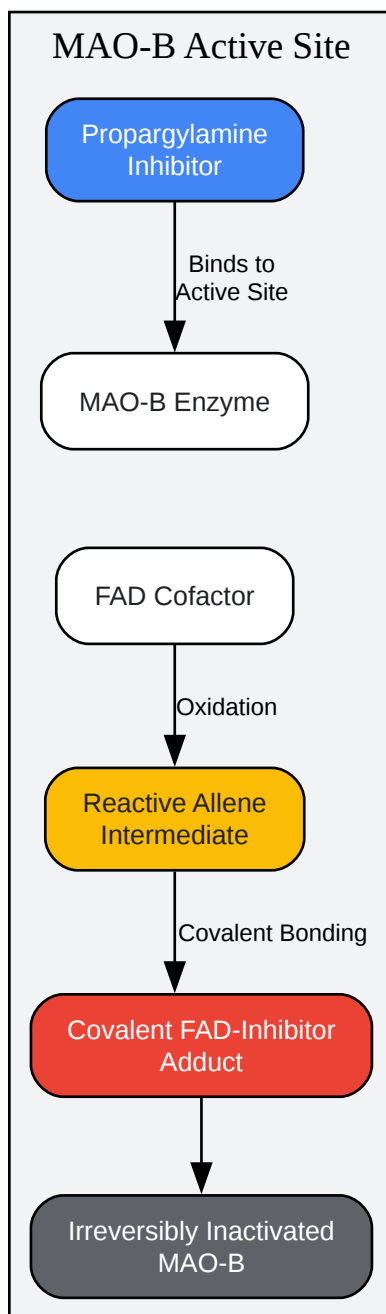 MAO-B Active Site
Propargylamine
Inhibitor
Binds to
Active Site
MAO-B Enzyme
FAD Cofactor
Oxidation
Reactive Allene
Intermediate
Covalent Bonding
Covalent FAD-Inhibitor
Adduct
Irreversibly Inactivated
MAO-B